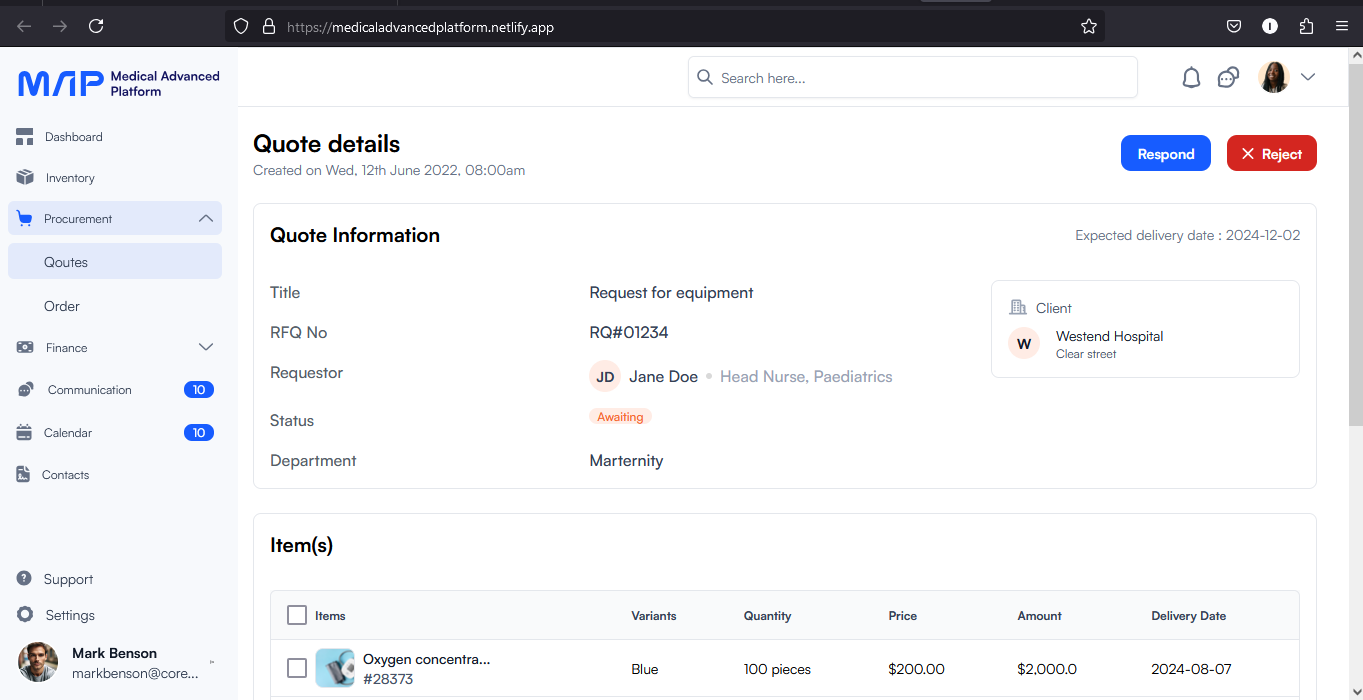 https://medicaladvancedplatform.netlify.app
MAP Medical Advanced
Platform
Search here...
Dashboard
Inventory
Procurement
Qoutes
Order
Finance
Communication 10
Calendar 10
Contacts
Support
Settings
Mark Benson
markbenson@core...
Quote details
Created on Wed, 12th June 2022, 08:00am
Respond
Reject
Quote Information
Expected delivery date : 2024-12-02
Title Request for equipment
RFQ No RQ#01234
Requestor JD Jane Doe • Head Nurse, Paediatrics
Status Awaiting
Department Marternity
Client
W Westend Hospital
Clear street
Item(s)
Items Variants Quantity Price Amount Delivery Date
Oxygen concentra... Blue 100 pieces $200.00 $2,000.0 2024-08-07
#28373